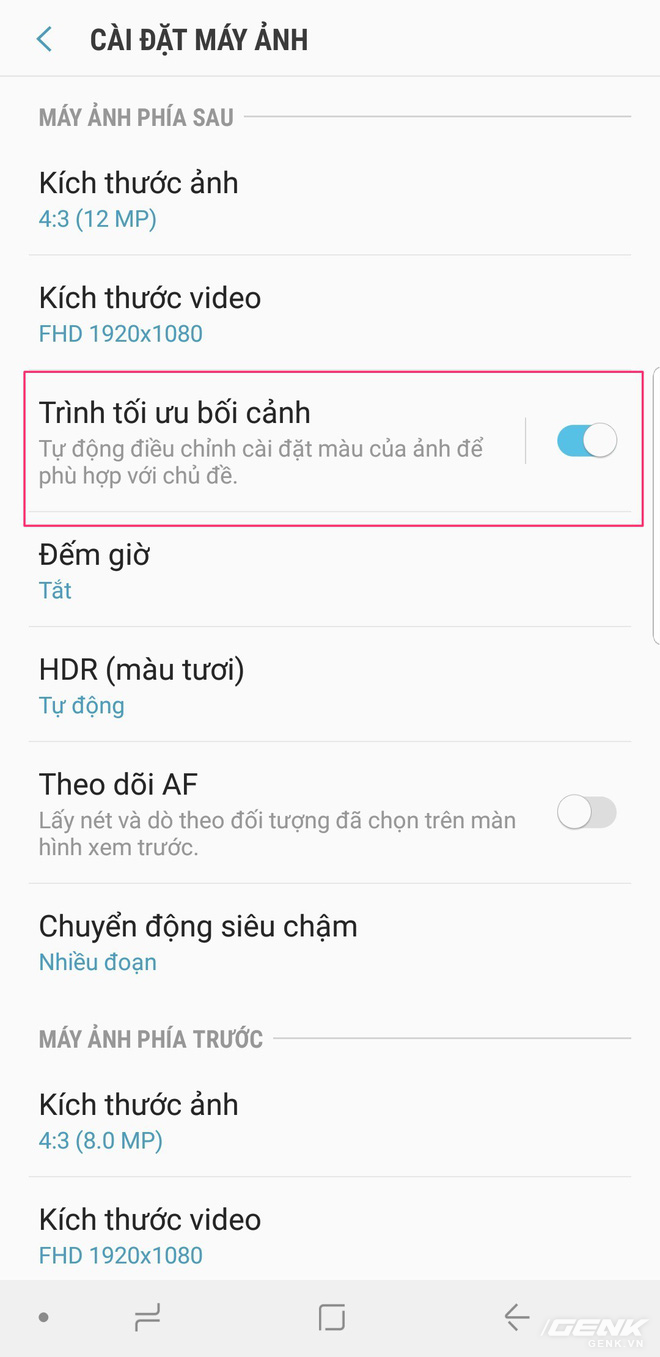 CÀI ĐẶT MÁY ẢNH
MÁY ẢNH PHÍA SAU
Kích thước ảnh
4:3 (12 MP)
Kích thước video
FHD 1920x1080
Trình tối ưu bối cảnh
Tự động điều chỉnh cài đặt màu của ảnh để
phù hợp với chủ đề.
Đếm giờ
Tắt
HDR (màu tươi)
Tự động
Theo dõi AF
Lấy nét và dò theo đối tượng đã chọn trên màn
hình xem trước.
Chuyển động siêu chậm
Nhiều đoạn
MÁY ẢNH PHÍA TRƯỚC
Kích thước ảnh
4:3 (8.0 MP)
Kích thước video
FHD 1920x1080
GENK
GENK.VN